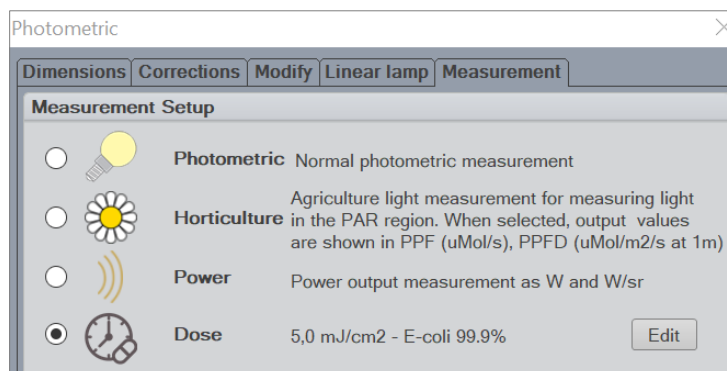 Photometric
Dimensions Corrections Modify Linear lamp Measurement
Measurement Setup
Photometric Normal photometric measurement
Agriculture light measurement for measuring light
Horticulture in the PAR region. When selected, output values
are shown in PPF (uMol/s), PPFD (uMol/m2/s at 1m)
Power Power output measurement as W and W/sr
Dose 5,0 mJ/cm2 - E-coli 99.9% Edit